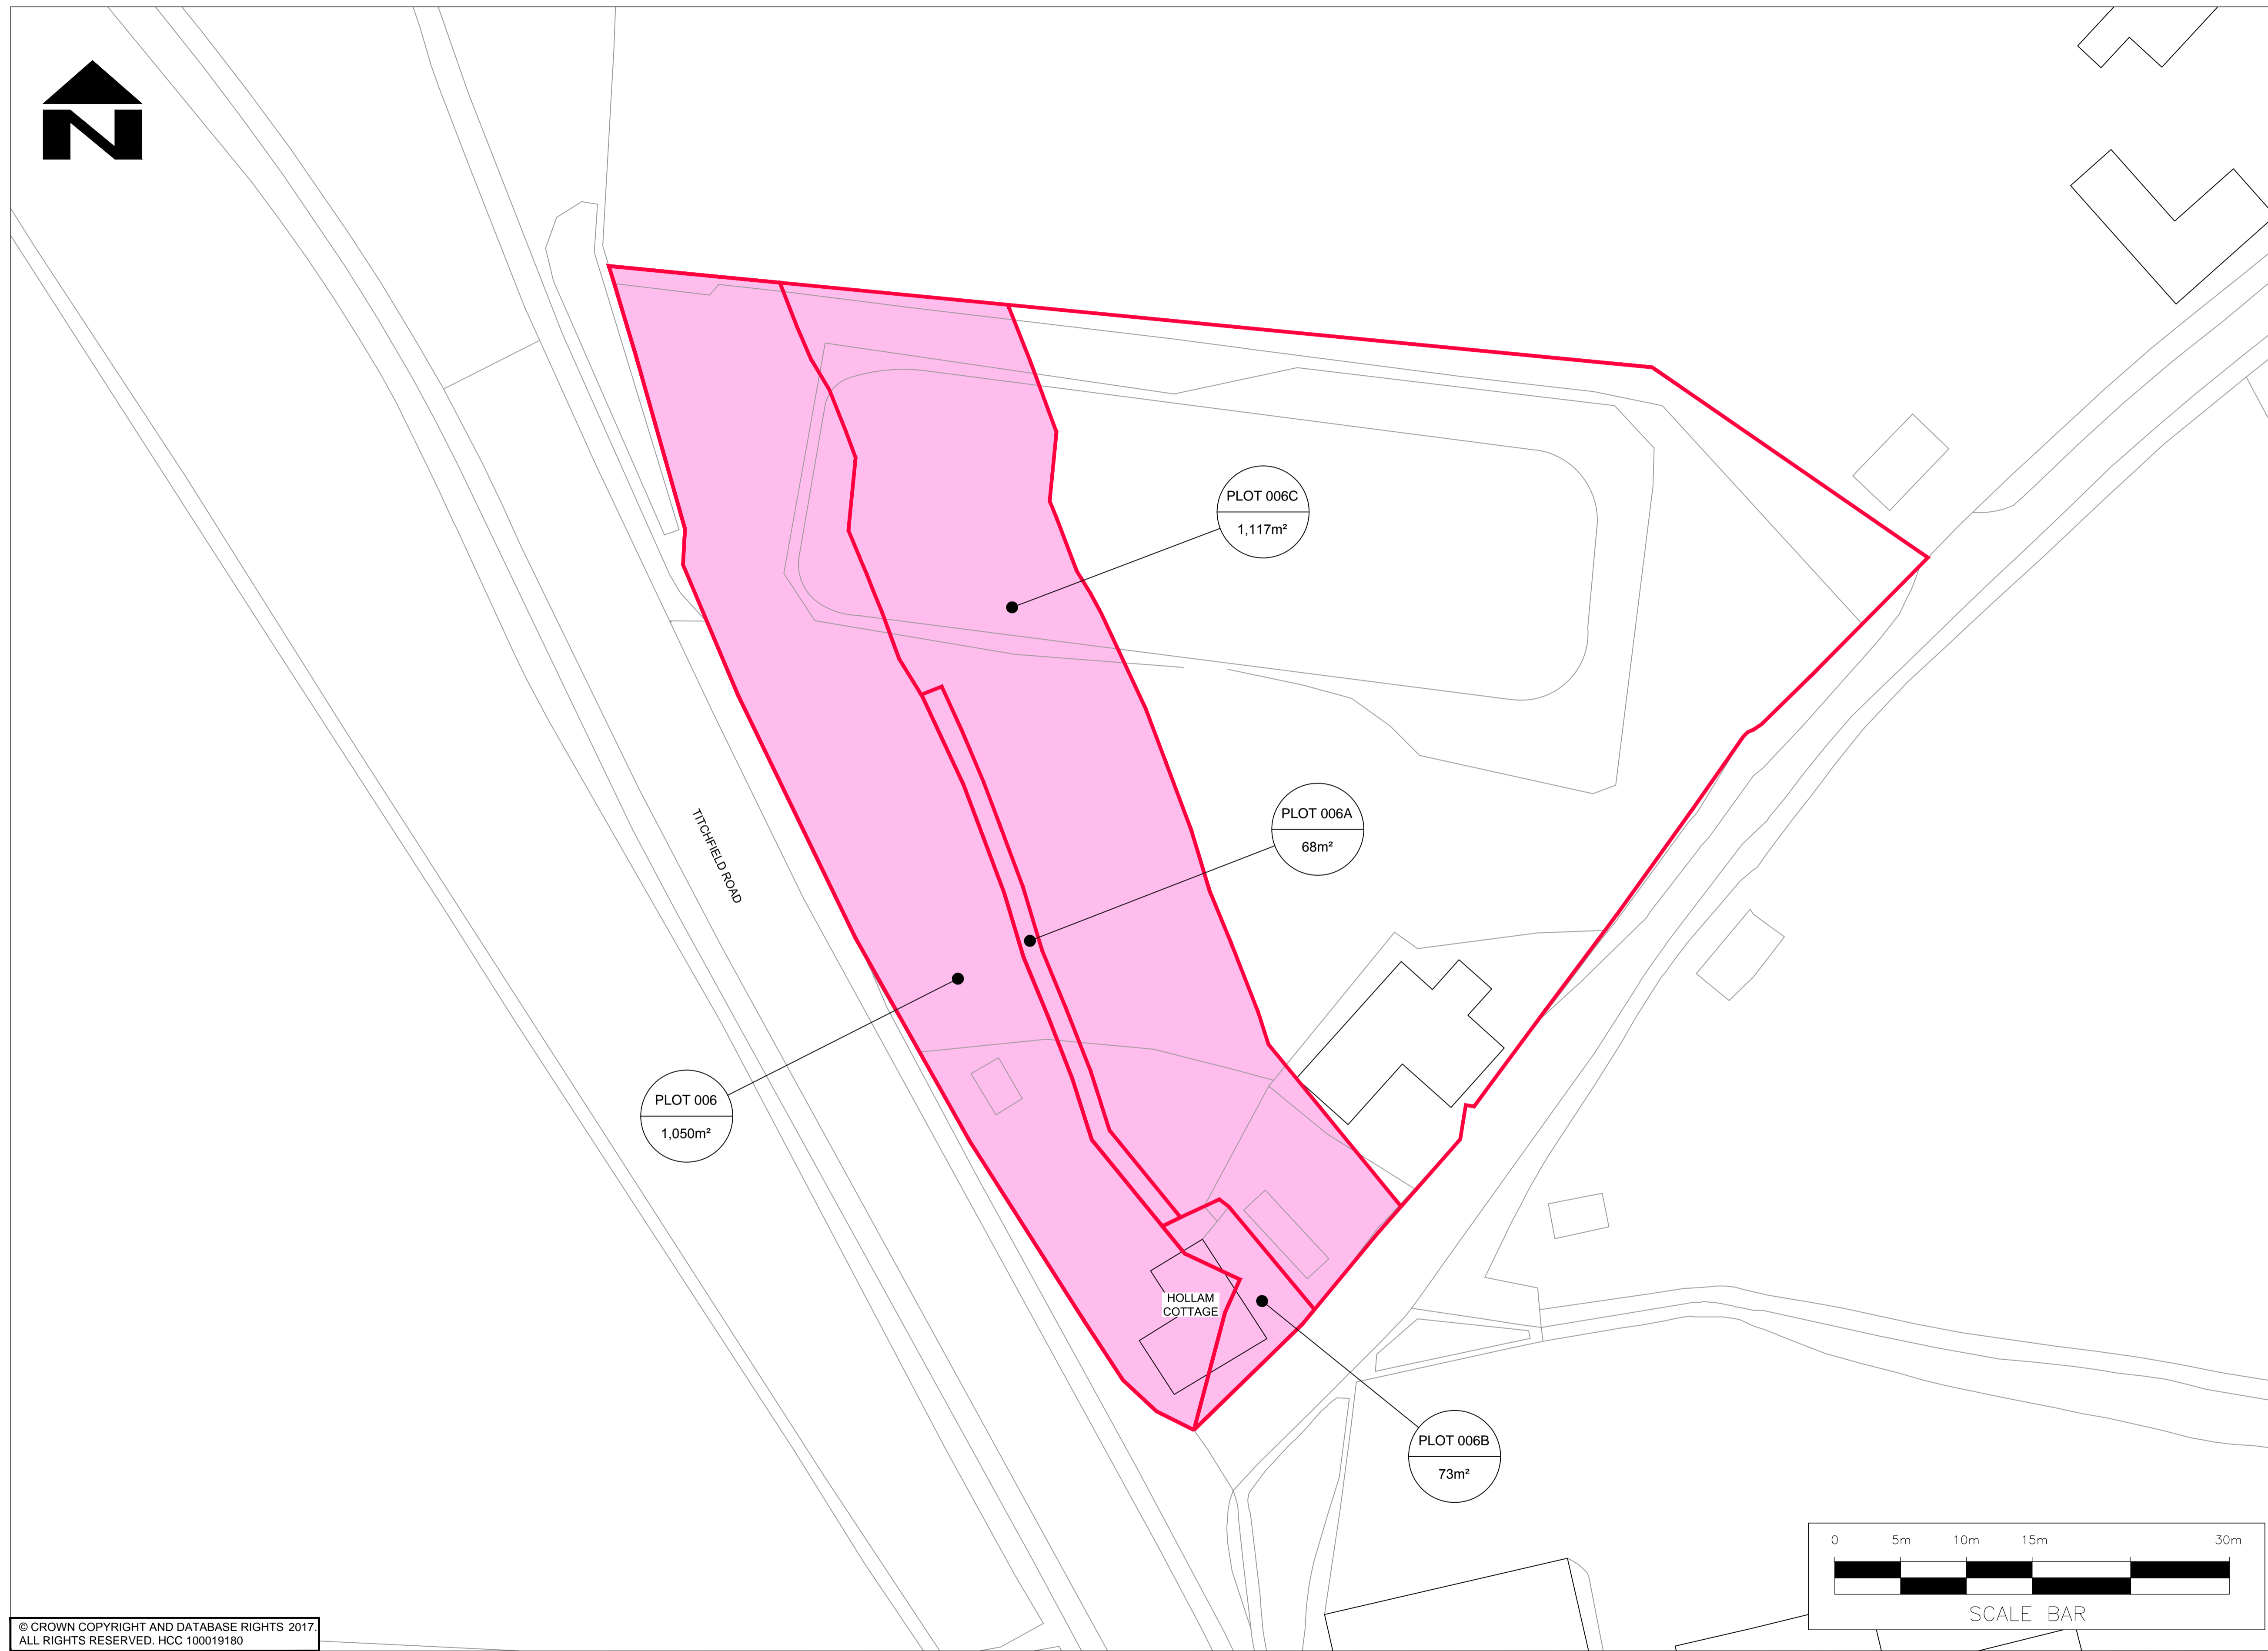 N
PLOT 006C
1,117m²
PLOT 006A
68m²
TITCHFIELD ROAD
PLOT 006
1,050m²
HOLLAM
COTTAGE
PLOT 006B
73m²
0 5m 10m 15m 30m
SCALE BAR
© CROWN COPYRIGHT AND DATABASE RIGHTS 2017.
ALL RIGHTS RESERVED. HCC 100019180